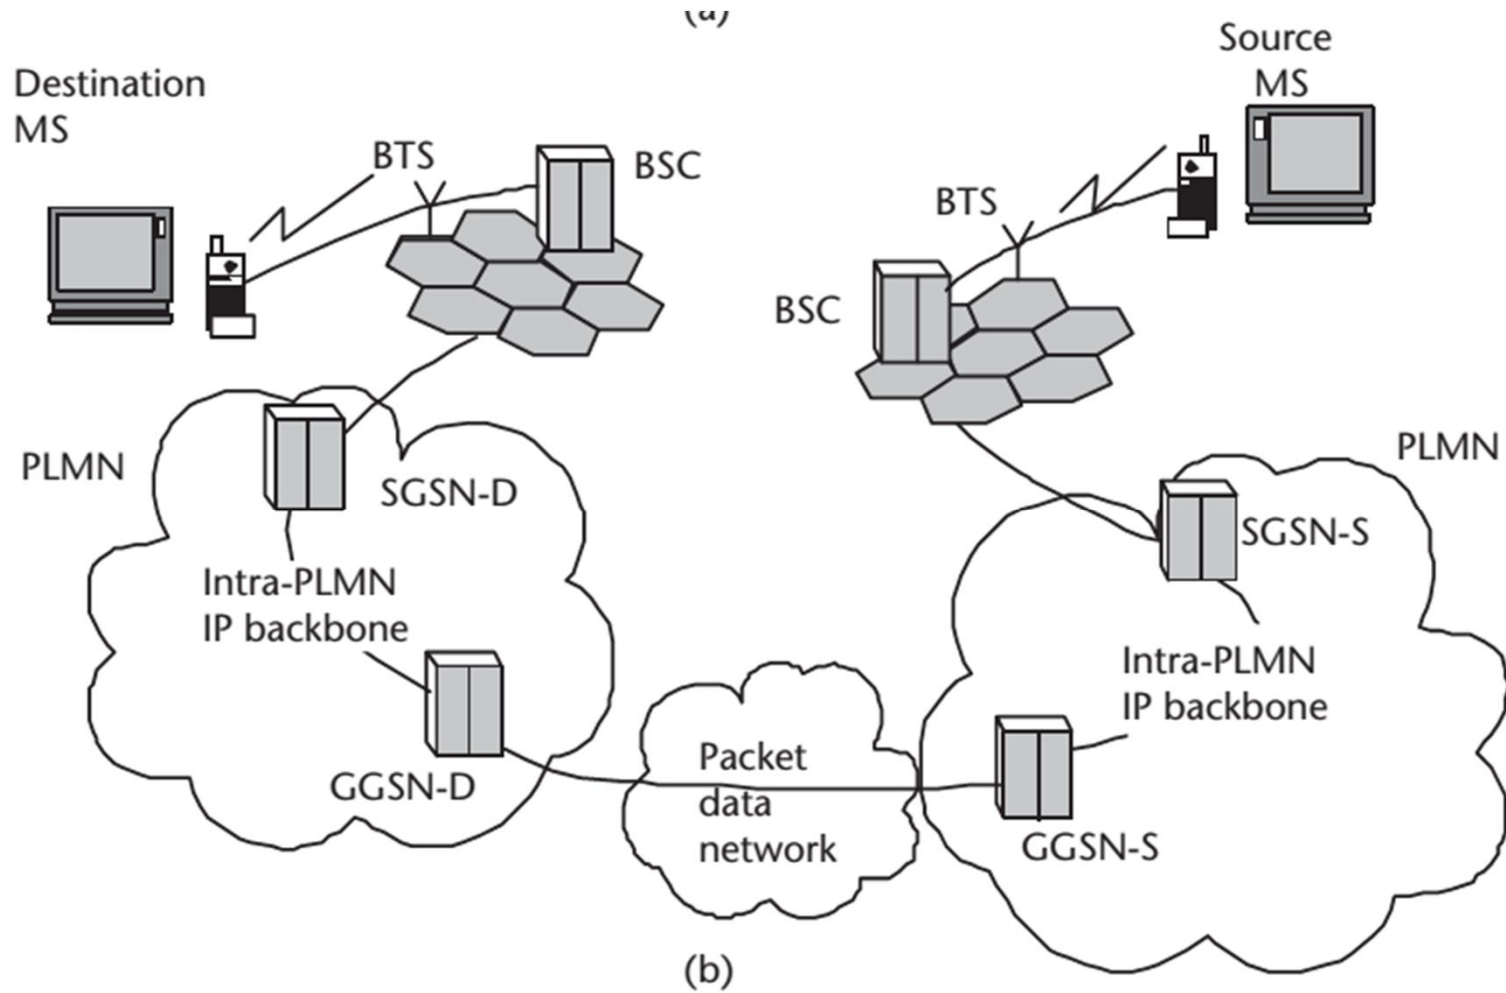 (a)
Source
MS
Destination
MS
BTS
BSC
BTS
BSC
PLMN
PLMN
SGSN-D
SGSN-S
Intra-PLMN
IP backbone
Intra-PLMN
IP backbone
Packet
data
network
GGSN-D
GGSN-S
(b)